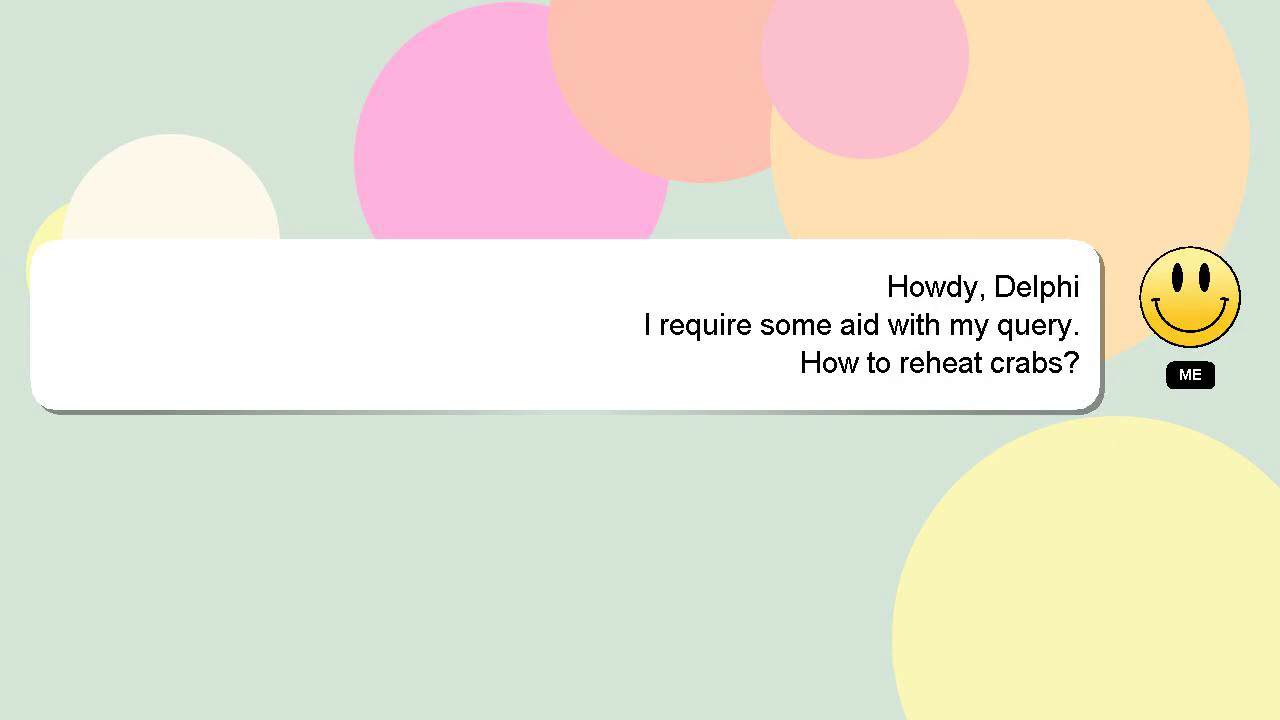 Howdy, Delphi
I require some aid with my query.
How to reheat crabs?
ME